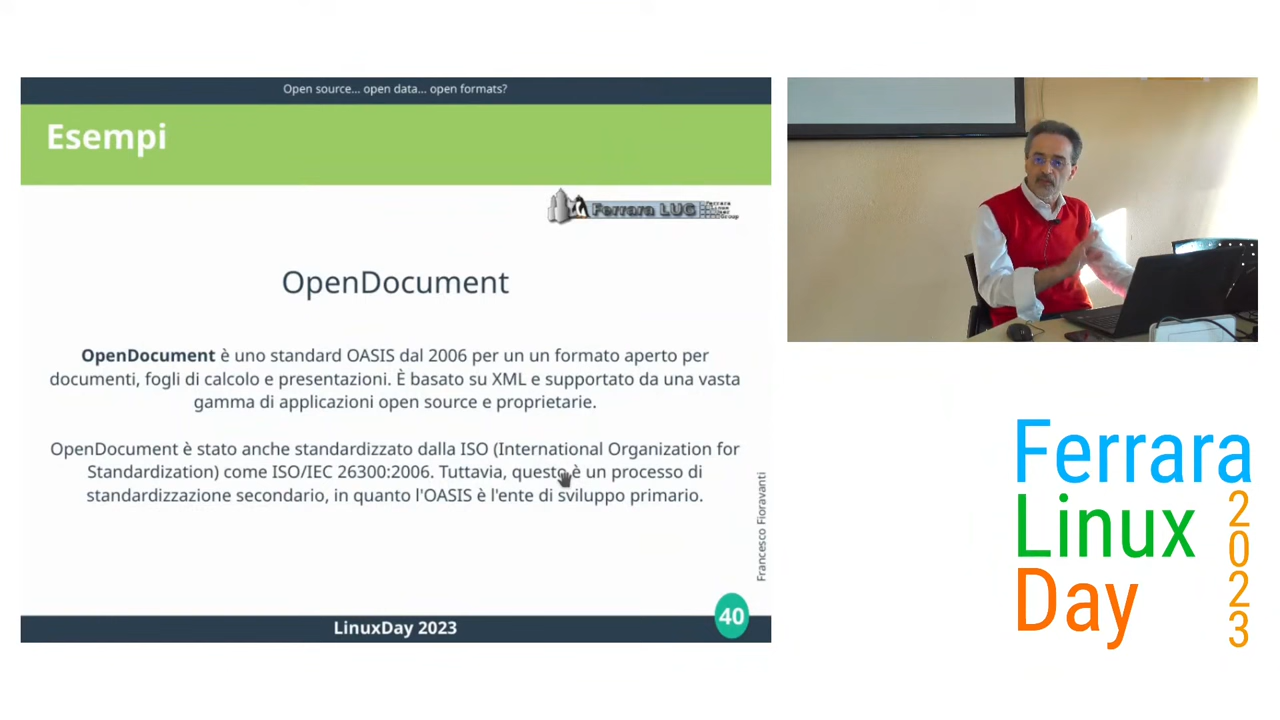 Open source... open data... open formats?
Esempi
Ferrara LUG
Ferrara
Linux
User
Group
OpenDocument
OpenDocument è uno standard OASIS dal 2006 per un un formato aperto per
documenti, fogli di calcolo e presentazioni. È basato su XML e supportato da una vasta
gamma di applicazioni open source e proprietarie.
OpenDocument è stato anche standardizzato dalla ISO (International Organization for
Standardization) come ISO/IEC 26300:2006. Tuttavia, questo è un processo di
standardizzazione secondario, in quanto l'OASIS è l'ente di sviluppo primario.
Francesco Fioravanti
40
LinuxDay 2023
Ferrara
Linux
Day
2023